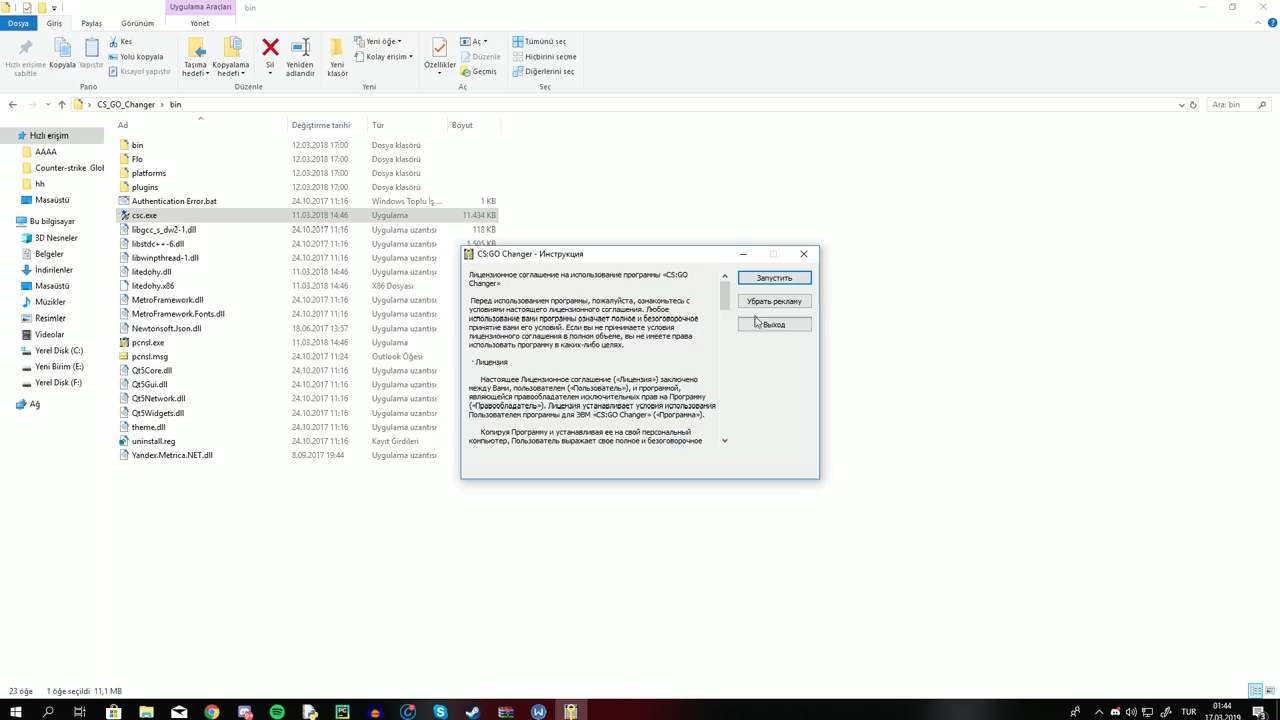 Uygulama Araçları
bin
Dosya
Giriş
Paylaş
Görünüm
Yönet
Hızlı erişime sabitle
Kopyala
Yapıştır
Kes
Yolu kopyala
Kısayol yapıştır
Taşıma hedefi
Kopyalama hedefi
Sil
Yeniden adlandır
Yeni klasör
Yeni öğe
Kolay erişim
Özellikler
Aç
Düzenle
Geçmiş
Tümünü seç
Hiçbirini seçme
Diğerlerini seç
Pano
Düzenle
Yeni
Aç
Seç
CS_GO_Changer > bin
Ara: bin
Ad
Değiştirme tarihi
Tür
Boyut
Hızlı erişim
AAAA
Counter-strike Glob
hh
Masaüstü
Bu bilgisayar
3D Nesneler
Belgeler
İndirilenler
Masaüstü
Müzikler
Resimler
Videolar
Yerel Disk (C:)
Yeni Birim (E:)
Yerel Disk (F:)
Ağ
bin 12.03.2018 17:00 Dosya klasörü
Flo 12.03.2018 17:00 Dosya klasörü
platforms 12.03.2018 17:00 Dosya klasörü
plugins 12.03.2018 17:00 Dosya klasörü
Authentication Error.bat 24.10.2017 11:16 Windows Toplu İş ... 1 KB
csc.exe 11.03.2018 14:46 Uygulama 11.434 KB
libgcc_s_dw2-1.dll 24.10.2017 11:16 Uygulama uzantısı 118 KB
libstdc++-6.dll 24.10.2017 11:16 Uygulama uzantısı 1.505 KB
libwinpthread-1.dll 24.10.2017 11:16 Uygulama uzantısı
litedohy.dll 11.03.2018 14:46 Uygulama uzantısı
litedohy.x86 11.03.2018 14:46 X86 Dosyası
MetroFramework.dll 24.10.2017 11:16 Uygulama uzantısı
MetroFramework.Fonts.dll 24.10.2017 11:16 Uygulama uzantısı
Newtonsoft.Json.dll 18.06.2017 13:57 Uygulama uzantısı
pcnsl.exe 11.03.2018 14:46 Uygulama
pcnsl.msg 24.10.2017 11:24 Outlook Öğesi
Qt5Core.dll 24.10.2017 11:16 Uygulama uzantısı
Qt5Gui.dll 24.10.2017 11:16 Uygulama uzantısı
Qt5Network.dll 24.10.2017 11:16 Uygulama uzantısı
Qt5Widgets.dll 24.10.2017 11:16 Uygulama uzantısı
theme.dll 24.10.2017 11:16 Uygulama uzantısı
uninstall.reg 24.10.2017 11:16 Kayıt Girdileri
Yandex.Metrica.NET.dll 8.09.2017 19:44 Uygulama uzantısı
CS:GO Changer - Инструкция
Лицензионное соглашение на использование программы «CS:GO
Changer»
Перед использованием программы, пожалуйста, ознакомьтесь с
условиями настоящего лицензионного соглашения. Любое
использование вами программы означает полное и безоговорочное
принятие вами его условий. Если вы не принимаете условия
лицензионного соглашения в полном объеме, вы не имеете права
использовать программу в каких-либо целях.
· Лицензия
Настоящее Лицензионное соглашение («Лицензия») заключено
между Вами, пользователем («Пользователь»), и программой,
являющейся правообладателем исключительных прав на Программу
(«Правообладатель»). Лицензия устанавливает условия использования
Пользователем программы для ЭВМ «CS:GO Changer» («Программа»).
Копируя Программу и устанавливая ее на свой персональный
компьютер, Пользователь выражает свое полное и безоговорочное
Запустить
Убрать рекламу
Выход
23 öğe
1 öğe seçildi 11,1 MB
TUR
01:44
17.03.2019